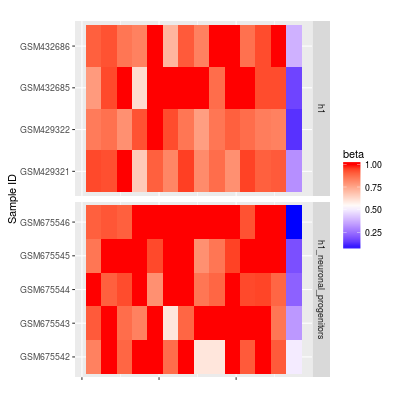 GSM432686
GSM432685
GSM429322
GSM429321
h1
GSM675546
GSM675545
GSM675544
GSM675543
GSM675542
h1_neuronal_progenitors
Sample ID
beta
1.00
0.75
0.50
0.25